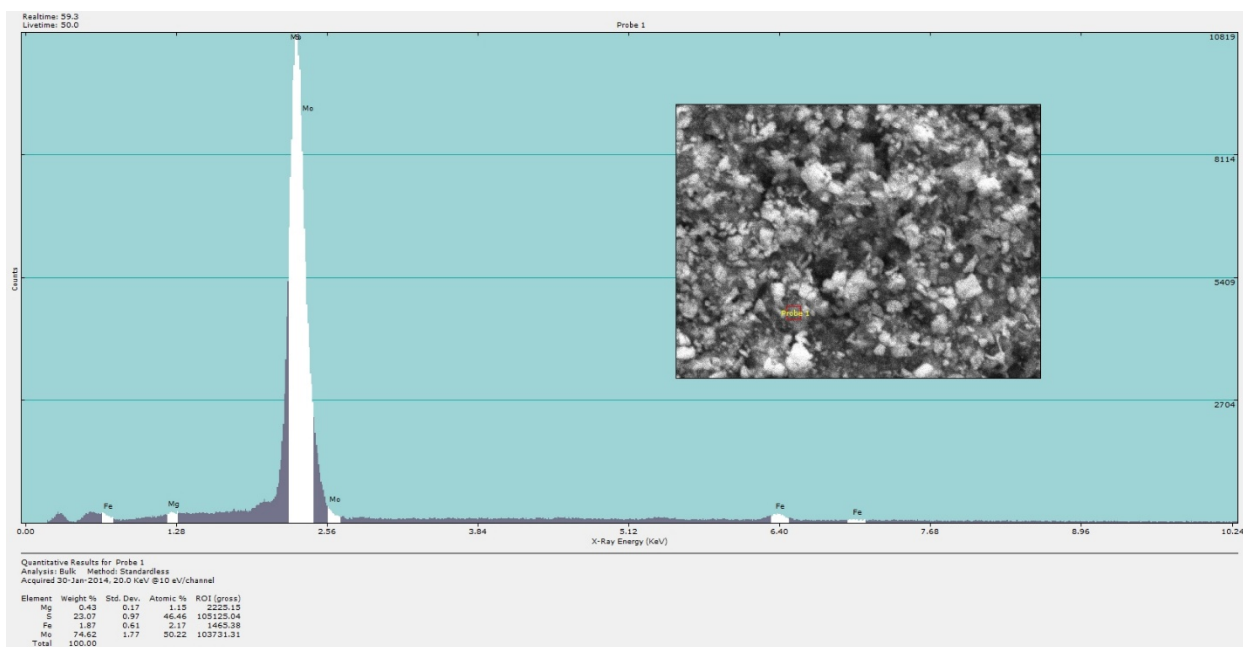 Realtime: 59.3
Livetime: 50.0
Probe 1
10819
Mo
8114
Counts
5409
Probe 1
2704
Fe
Mg
Mo
Fe
Fe
0.00 1.28 2.56 3.84 5.12 6.40 7.68 8.96 10.24
X-Ray Energy (KeV)
Quantitative Results for Probe 1
Analysis: Bulk Method: Standardless
Acquired 30-Jan-2014, 20.0 KeV @10 eV/channel
Element Weight % Std. Dev. Atomic % ROI (gross)
Mg 0.43 0.17 1.15 2225.15
S 23.07 0.97 46.46 105125.04
Fe 1.87 0.61 2.17 1465.38
Mo 74.62 1.77 50.22 103731.31
Total 100.00